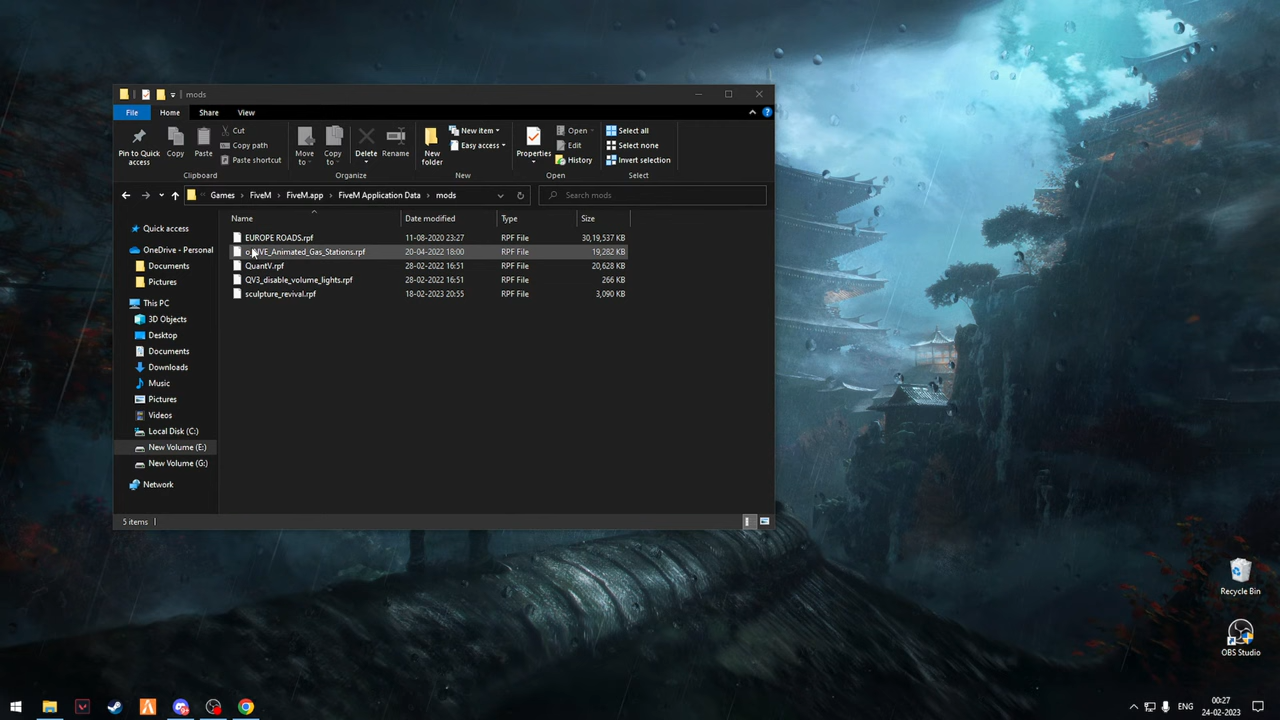 mods
File Home Share View
Pin to Quick access
Copy
Paste
Cut
Copy path
Paste shortcut
Clipboard
Move to
Copy to
Delete
Rename
Organize
New folder
New item
Easy access
New
Properties
Open
Edit
History
Open
Select all
Select none
Invert selection
Select
Games > FiveM > FiveM.app > FiveM Application Data > mods
Search mods
Name Date modified Type Size
EUROPE ROADS.rpf 11-08-2020 23:27 RPF File 30,19,537 KB
VE_Animated_Gas_Stations.rpf 20-04-2022 18:00 RPF File 19,282 KB
QuantV.rpf 28-02-2022 16:51 RPF File 20,628 KB
QV3_disable_volume_lights.rpf 28-02-2022 16:51 RPF File 266 KB
sculpture_revival.rpf 18-02-2023 20:55 RPF File 3,090 KB
Quick access
OneDrive - Personal
Documents
Pictures
This PC
3D Objects
Desktop
Documents
Downloads
Music
Pictures
Videos
Local Disk (C:)
New Volume (E:)
New Volume (G:)
Network
5 items
Recycle Bin
OBS Studio
ENG
00:27
24-02-2023